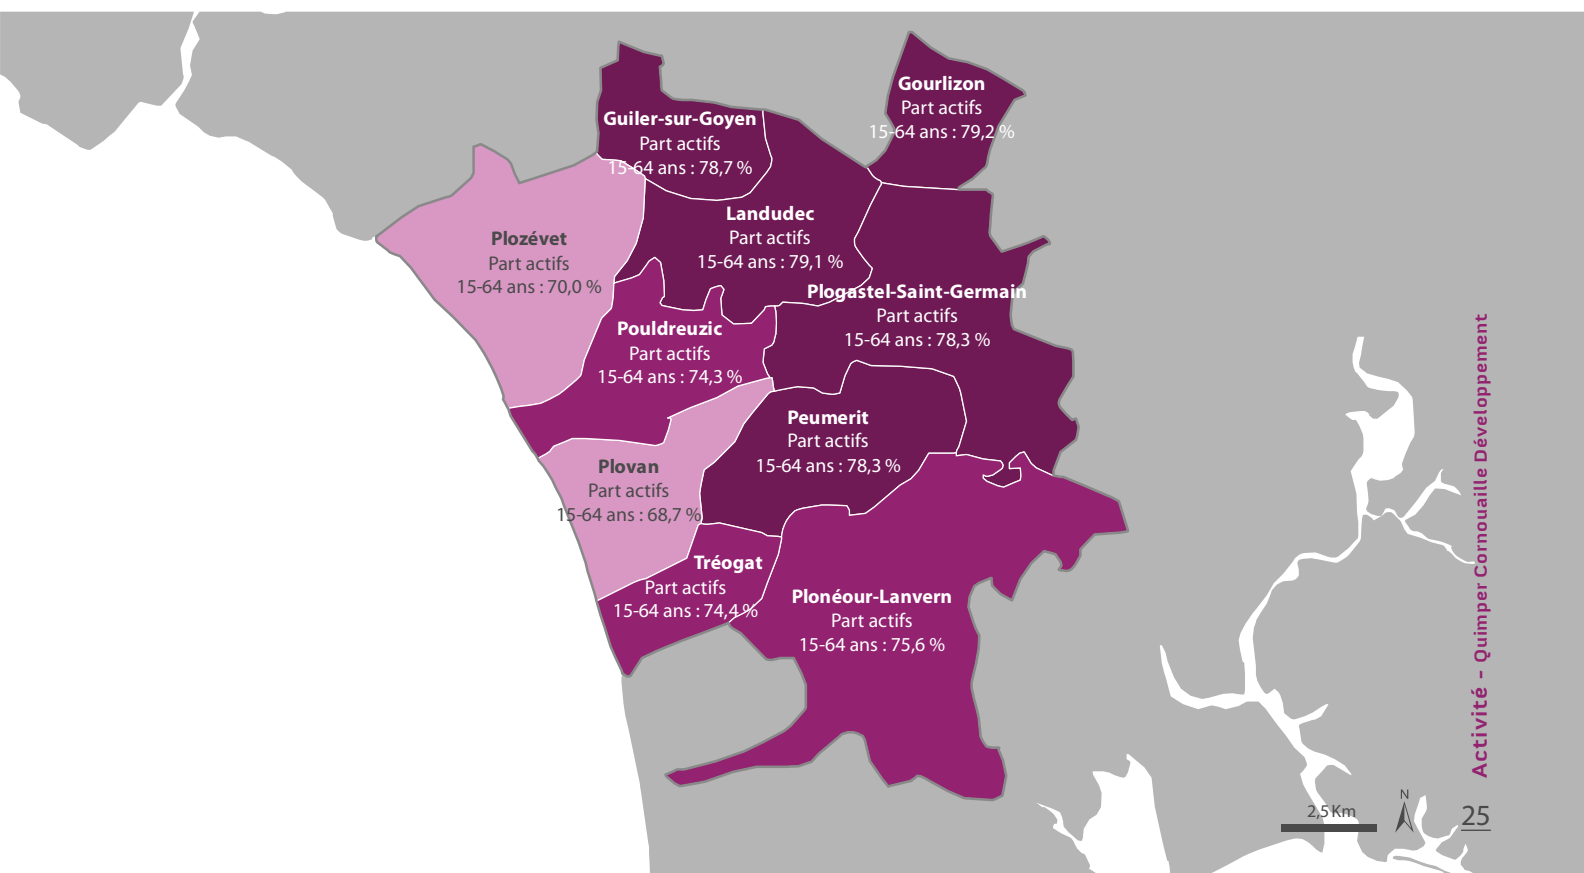 Gourlizon
Part actifs
15-64 ans : 79,2 %
Guiler-sur-Goyen
Part actifs
15-64 ans : 78,7 %
Landudec
Part actifs
15-64 ans : 79,1 %
Plozévet
Part actifs
15-64 ans : 70,0 %
Plogastel-Saint-Germain
Part actifs
15-64 ans : 78,3 %
Pouldreuzic
Part actifs
15-64 ans : 74,3 %
Peumerit
Part actifs
15-64 ans : 78,3 %
Plovan
Part actifs
15-64 ans : 68,7 %
Tréogat
Part actifs
15-64 ans : 74,4 %
Plonéour-Lanvern
Part actifs
15-64 ans : 75,6 %
Activité - Quimper Cornouaille Développement
2,5 Km
N
25